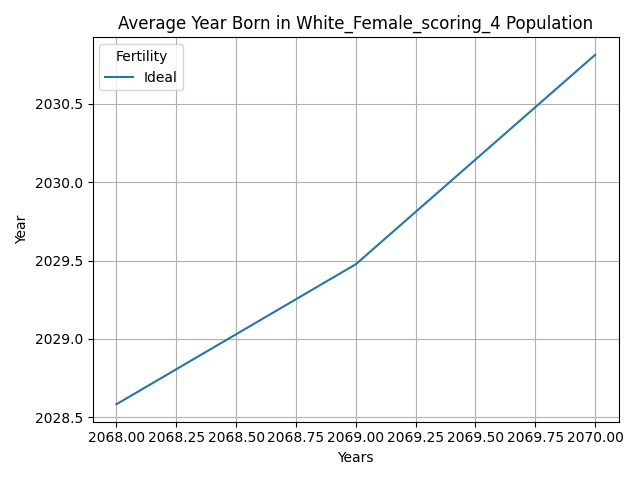 Average Year Born in White_Female_scoring_4 Population
Fertility
Ideal
2030.5
2030.0
2029.5
2029.0
2028.5
Year
2068.00 2068.25 2068.50 2068.75 2069.00 2069.25 2069.50 2069.75 2070.00
Years